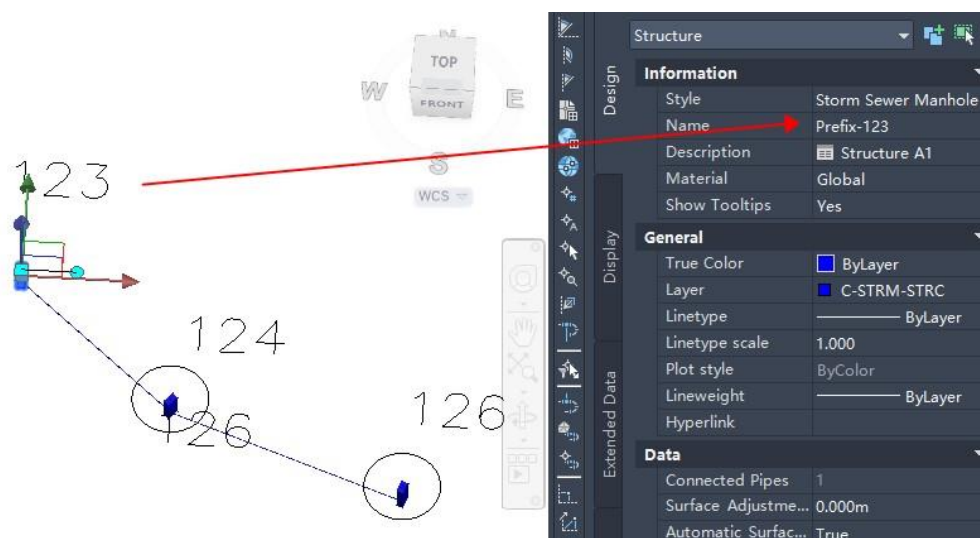 N
TOP
FRONT
W
E
S
WCS
123
124
126
126
Design
Display
Extended Data
Structure
Information
Style Storm Sewer Manhole
Name Prefix-123
Description Structure A1
Material Global
Show Tooltips Yes
General
True Color ByLayer
Layer C-STRM-STRC
Linetype ByLayer
Linetype scale 1.000
Plot style ByColor
Lineweight ByLayer
Hyperlink
Data
Connected Pipes 1
Surface Adjustme... 0.000m
Automatic Surfac... True